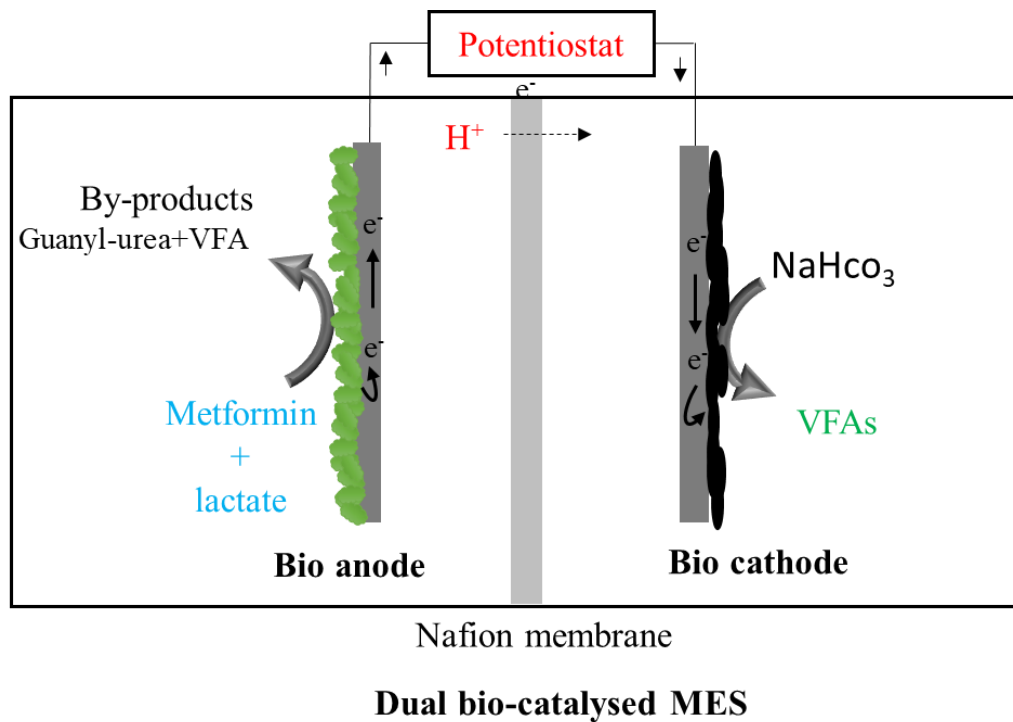 Potentiostat
e-
H+
By-products
Guanyl-urea+VFA
e-
e-
Metformin
+
lactate
Bio anode
e-
e-
NaHco3
VFAs
Bio cathode
Nafion membrane
Dual bio-catalysed MES